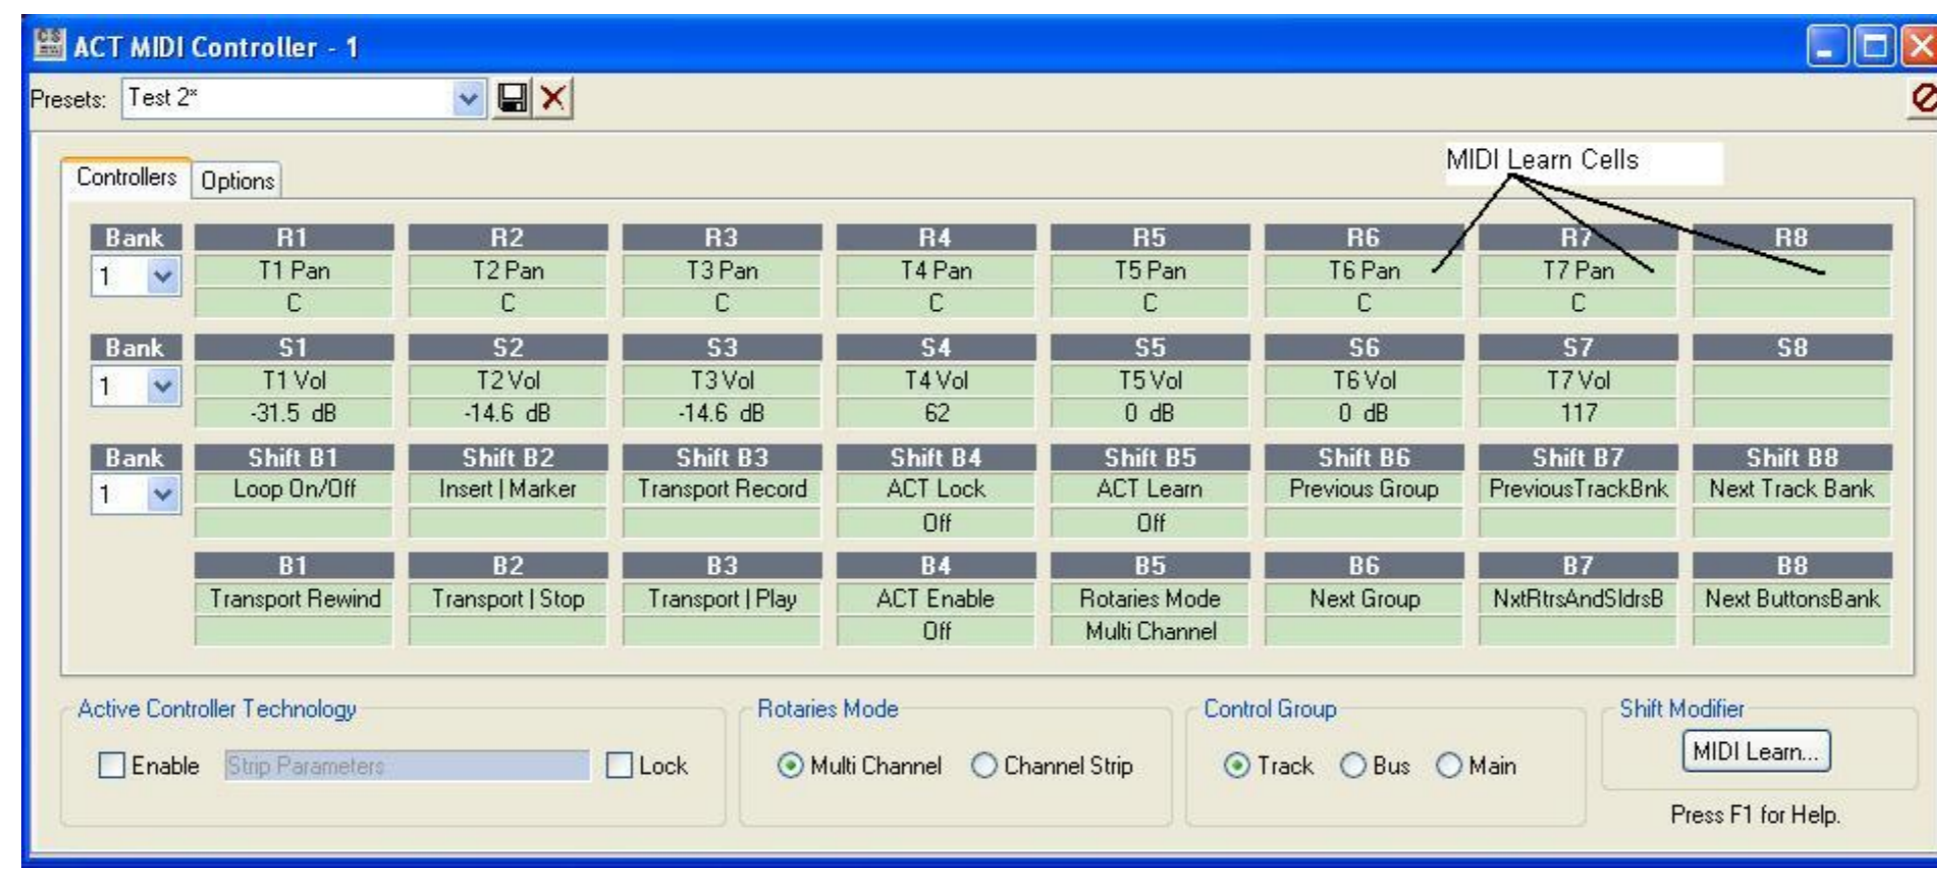 ACT MIDI Controller - 1
Presets: Test 2*
MIDI Learn Cells
Controllers Options
Bank R1 R2 R3 R4 R5 R6 R7 R8
1 T1 Pan T2 Pan T3 Pan T4 Pan T5 Pan T6 Pan T7 Pan
C C C C C C C
Bank S1 S2 S3 S4 S5 S6 S7 S8
1 T1 Vol T2 Vol T3 Vol T4 Vol T5 Vol T6 Vol T7 Vol
-31.5 dB -14.6 dB -14.6 dB 62 0 dB 0 dB 117
Bank Shift B1 Shift B2 Shift B3 Shift B4 Shift B5 Shift B6 Shift B7 Shift B8
1 Loop On/Off Insert | Marker Transport Record ACT Lock ACT Learn Previous Group PreviousTrackBnk Next Track Bank
Off Off
B1 B2 B3 B4 B5 B6 B7 B8
Transport Rewind Transport | Stop Transport | Play ACT Enable Rotaries Mode Next Group NxtRtrsAndSldrsB Next ButtonsBank
Off Multi Channel
Active Controller Technology Rotaries Mode Control Group Shift Modifier
Enable Strip Parameters Lock Multi Channel Channel Strip Track Bus Main MIDI Learn...
Press F1 for Help.